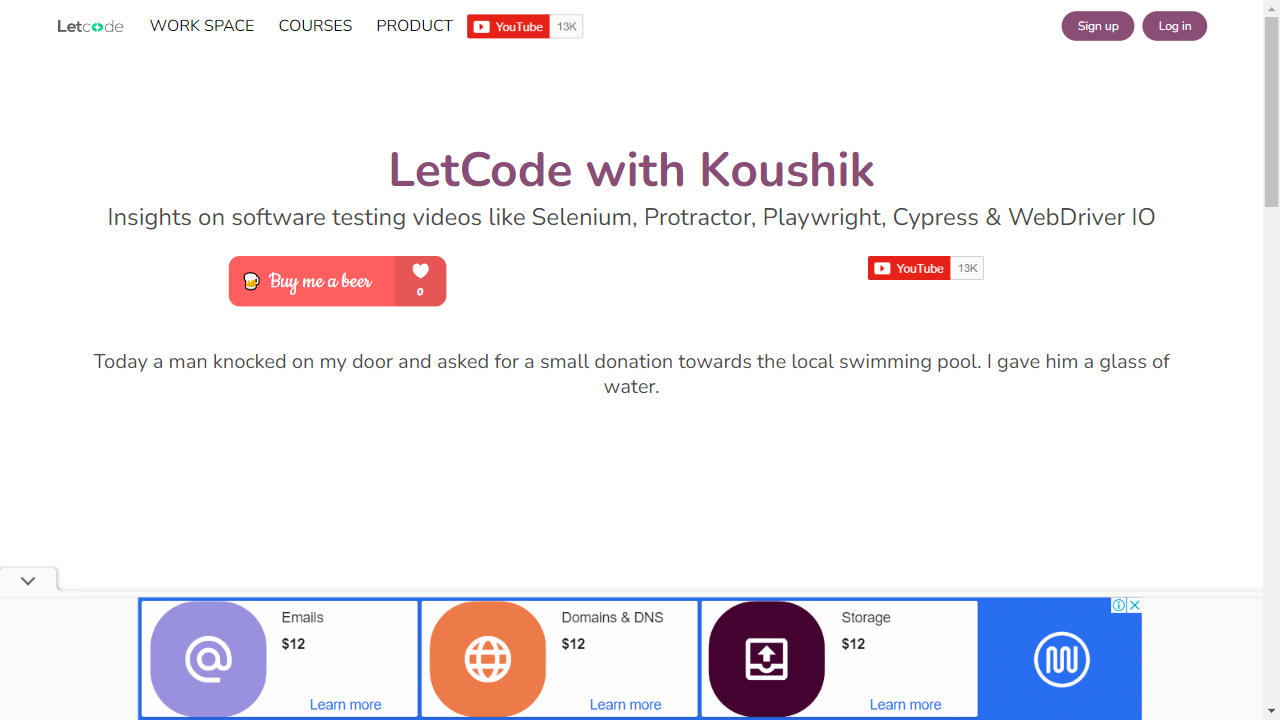 Letcode WORK SPACE COURSES PRODUCT YouTube 13K Sign up Log in
LetCode with Koushik
Insights on software testing videos like Selenium, Protractor, Playwright, Cypress & WebDriver IO
Buy me a beer 0 YouTube 13K
Today a man knocked on my door and asked for a small donation towards the local swimming pool. I gave him a glass of
water.
Emails Domains & DNS Storage
$12 $12 $12
Learn more Learn more Learn more